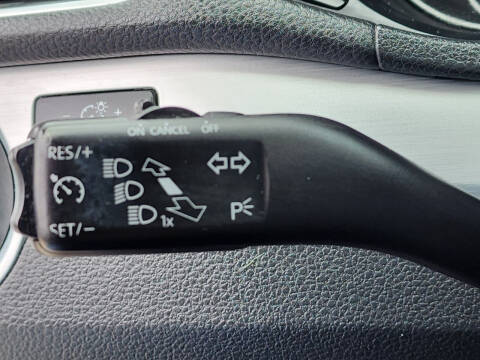 ON CANCEL OFF
RES/+
1x
SET/-
P